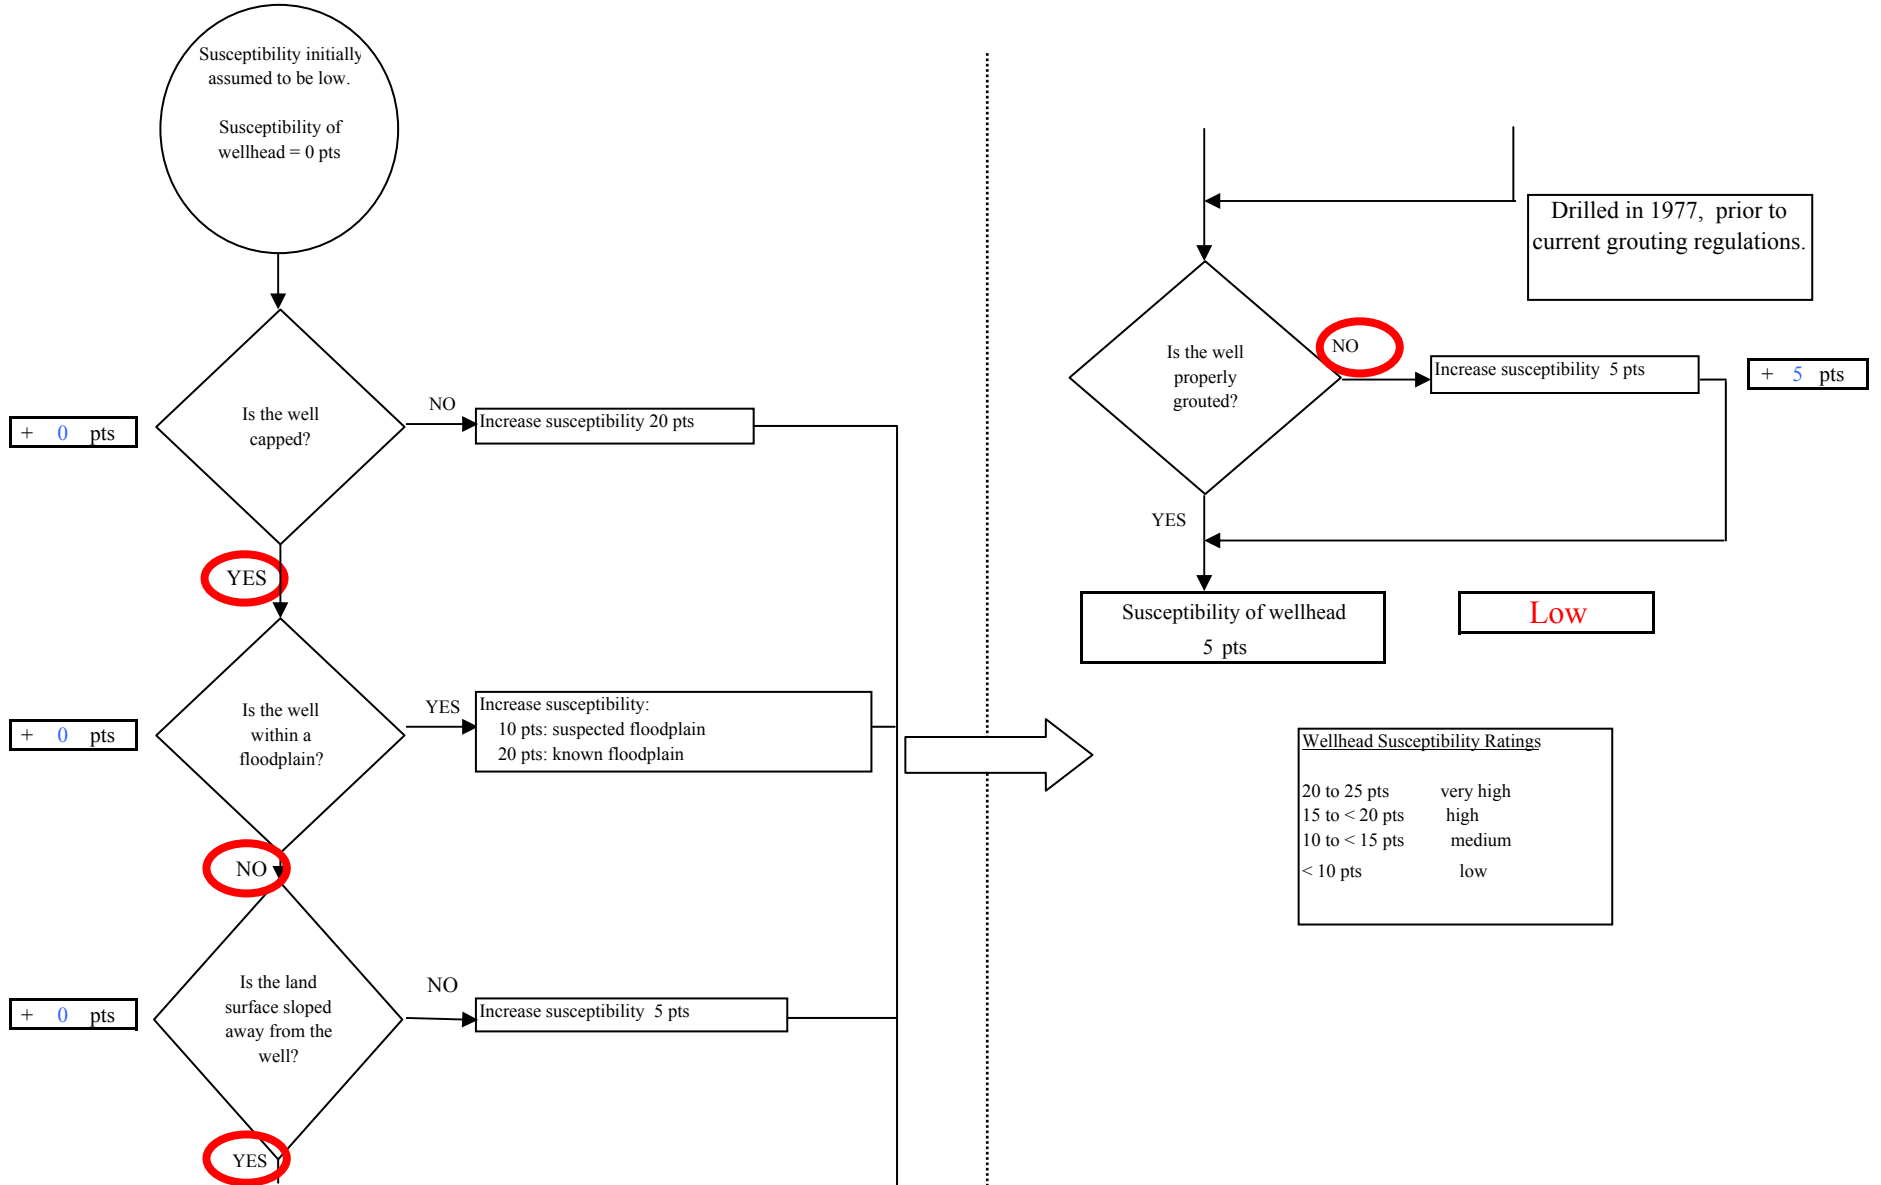 Susceptibility initially
assumed to be low.
Susceptibility of
wellhead = 0 pts
Is the well
capped?
NO
Increase susceptibility 20 pts
+ 0 pts
YES
Is the well
within a
floodplain?
YES
Increase susceptibility:
10 pts: suspected floodplain
20 pts: known floodplain
+ 0 pts
NO
Is the land
surface sloped
away from the
well?
NO
Increase susceptibility 5 pts
+ 0 pts
YES
Drilled in 1977, prior to
current grouting regulations.
Is the well
properly
grouted?
NO
Increase susceptibility 5 pts
+ 5 pts
YES
Susceptibility of wellhead
5 pts
Low
Wellhead Susceptibility Ratings
20 to 25 pts very high
15 to < 20 pts high
10 to < 15 pts medium
< 10 pts low